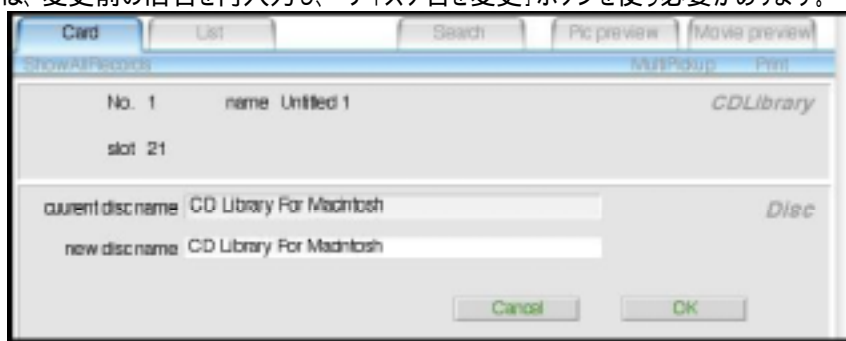 は、変更前の旧名を再入力し、「ディスク名を変更」ボタンを使う必要があります。
Card List Search Pic preview Movie preview
ShowAllRecords MultiPickup Print
No. 1 name Untitled 1 CDLibrary
slot 21
cuurent disc name CD Library For Macintosh Disc
new disc name CD Library For Macintosh
Cancel OK